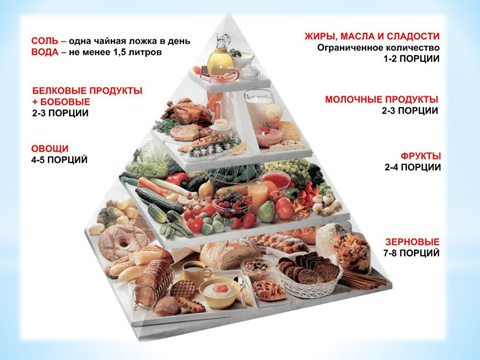 СОЛЬ – одна чайная ложка в день
ВОДА – не менее 1,5 литров
ЖИРЫ, МАСЛА И СЛАДОСТИ
Ограниченное количество
1-2 ПОРЦИИ
БЕЛКОВЫЕ ПРОДУКТЫ
+ БОБОВЫЕ
2-3 ПОРЦИИ
МОЛОЧНЫЕ ПРОДУКТЫ
2-3 ПОРЦИИ
ОВОЩИ
4-5 ПОРЦИЙ
ФРУКТЫ
2-4 ПОРЦИИ
ЗЕРНОВЫЕ
7-8 ПОРЦИЙ